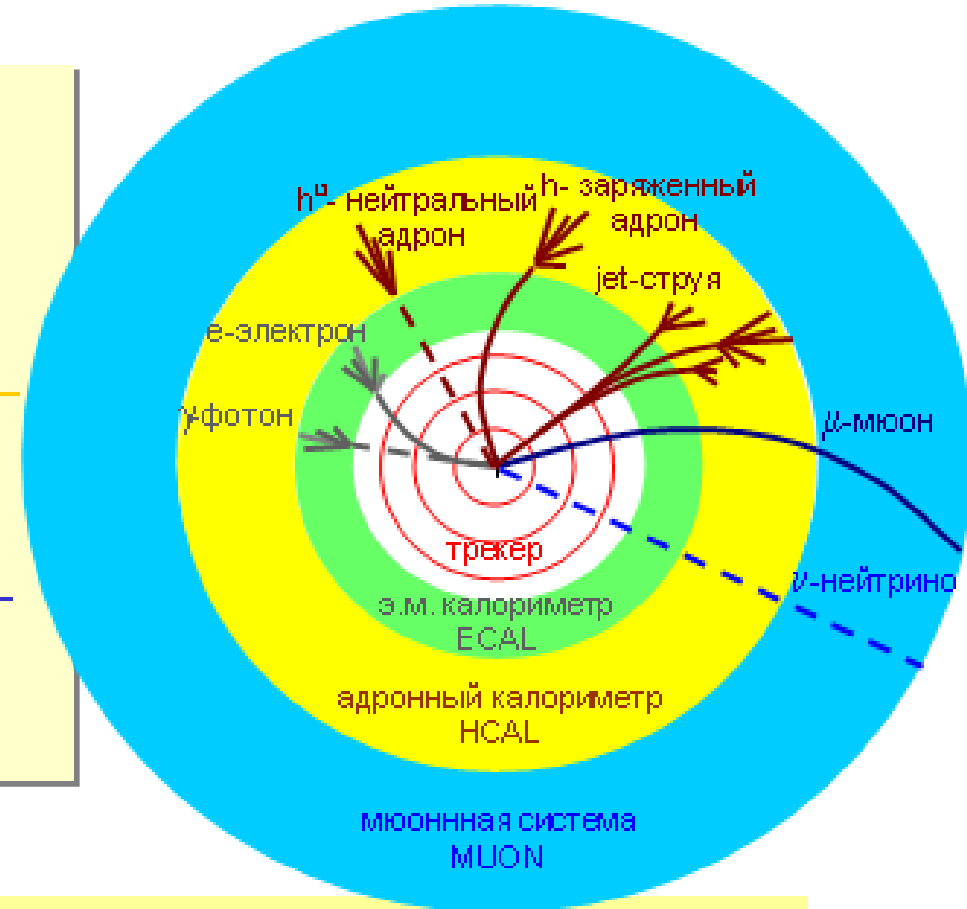 h⁰- нейтральный
адрон
h- заряженный
адрон
jet-струя
e-электрон
γ-фотон
μ-мюон
ν-нейтрино
трекер
э.м. калориметр
ECAL
адронный калориметр
HCAL
мюоннная система
MUON